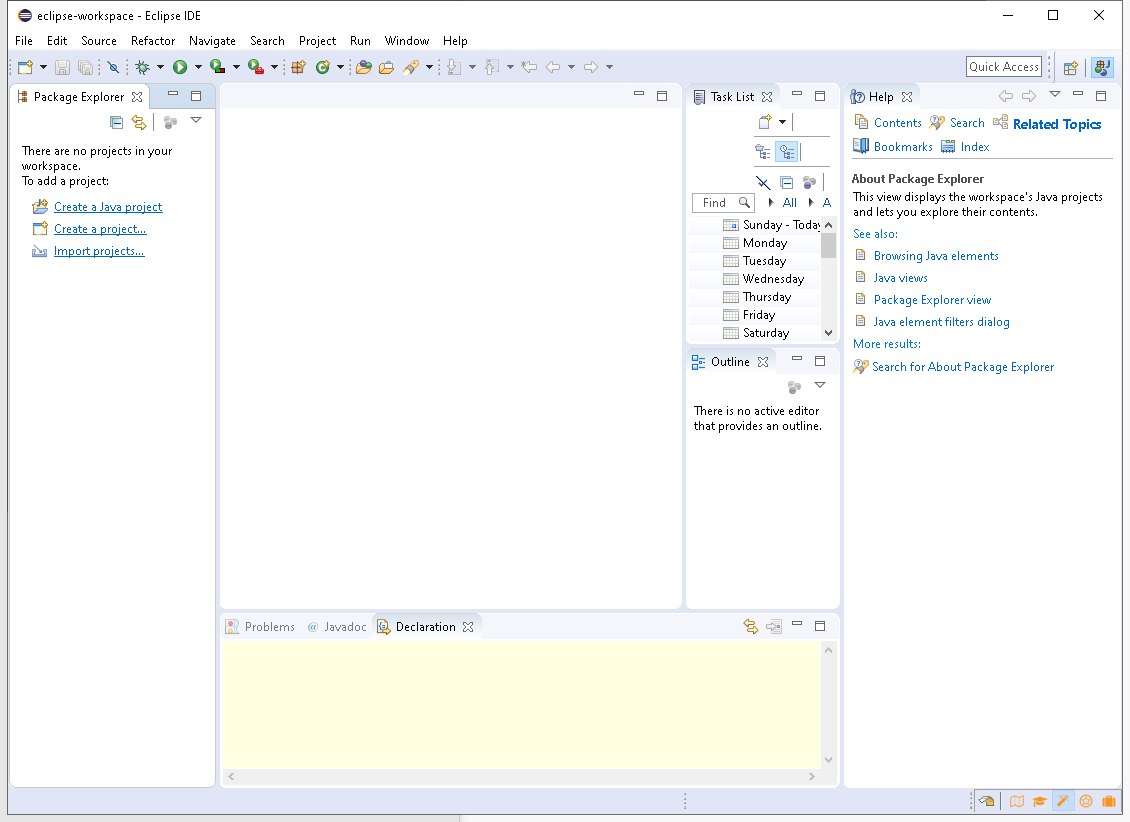 eclipse-workspace - Eclipse IDE
File Edit Source Refactor Navigate Search Project Run Window Help
Quick Access
Package Explorer
There are no projects in your
workspace.
To add a project:
Create a Java project
Create a project...
Import projects...
Task List
Find All A
Sunday - Today
Monday
Tuesday
Wednesday
Thursday
Friday
Saturday
Outline
There is no active editor
that provides an outline.
Help
Contents Search Related Topics
Bookmarks Index
About Package Explorer
This view displays the workspace's Java projects
and lets you explore their contents.
See also:
Browsing Java elements
Java views
Package Explorer view
Java element filters dialog
More results:
Search for About Package Explorer
Problems @ Javadoc Declaration